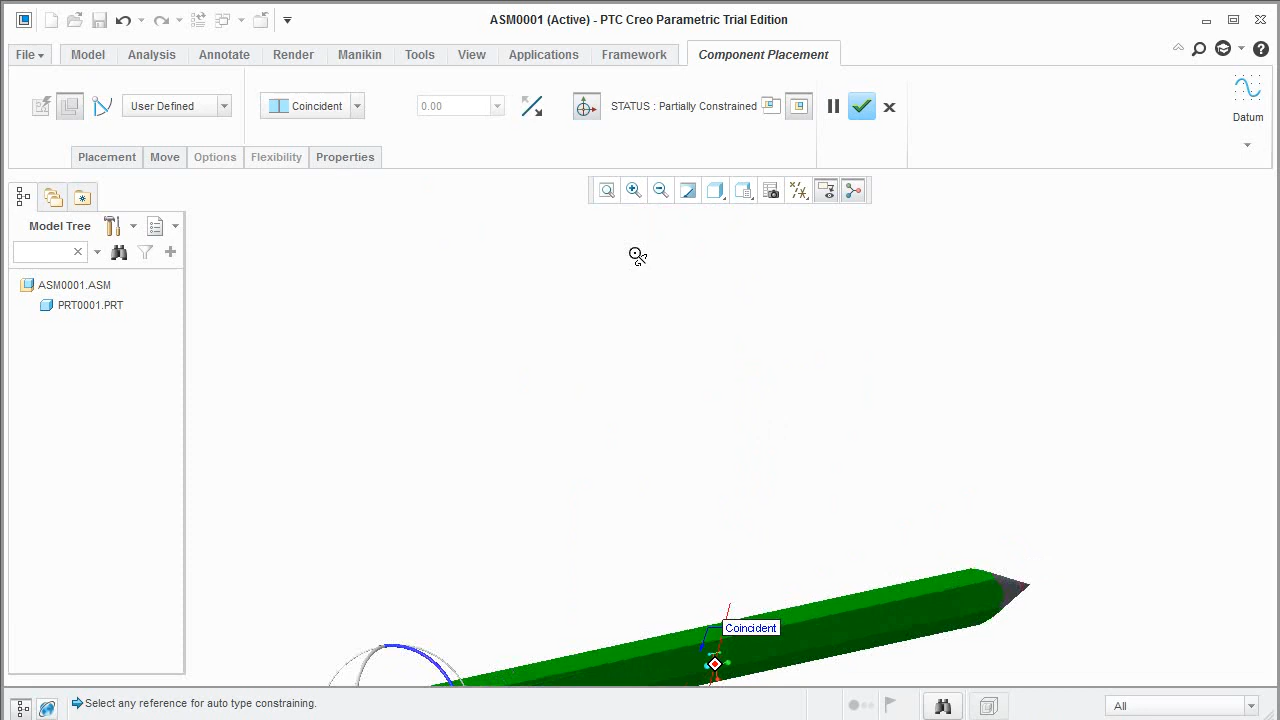 ASM0001 (Active) - PTC Creo Parametric Trial Edition
File Model Analysis Annotate Render Manikin Tools View Applications Framework Component Placement
User Defined Coincident 0.00 STATUS : Partially Constrained
Datum
Placement Move Options Flexibility Properties
Model Tree
ASM0001.ASM
PRT0001.PRT
Coincident
Select any reference for auto type constraining.
All